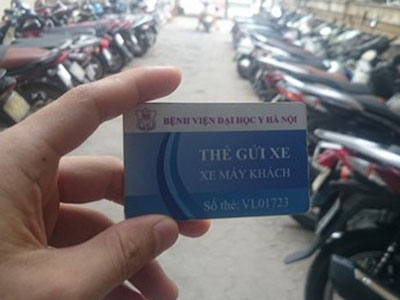 BỆNH VIỆN ĐẠI HỌC Y HÀ NỘI
THẺ GỬI XE
XE MÁY KHÁCH
Số thẻ: VL01723